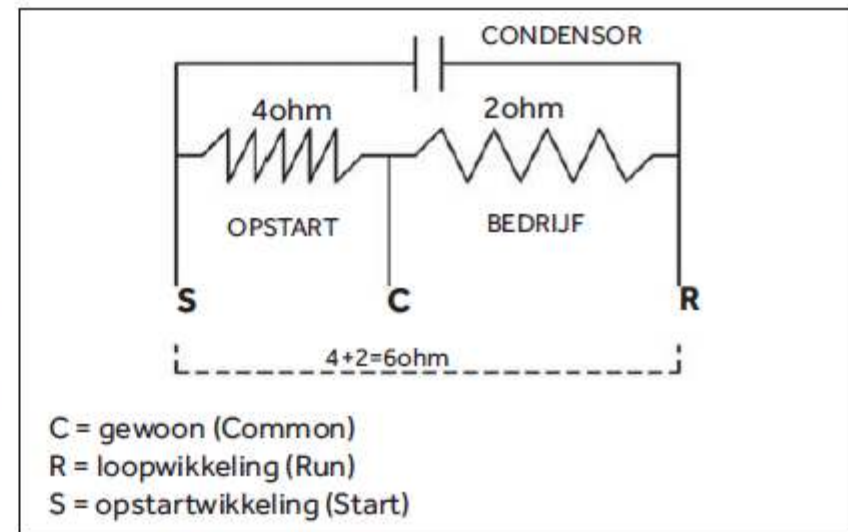 CONDENSOR
4ohm 2ohm
OPSTART BEDRIJF
S C R
4+2=6ohm
C = gewoon (Common)
R = loopwikkeling (Run)
S = opstartwikkeling (Start)